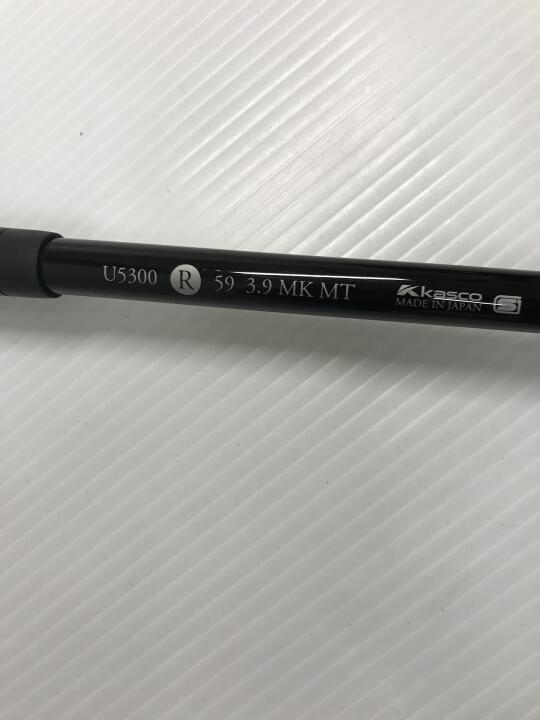 U5300 R 59 3.9 MK MT
Kasco
MADE IN JAPAN S